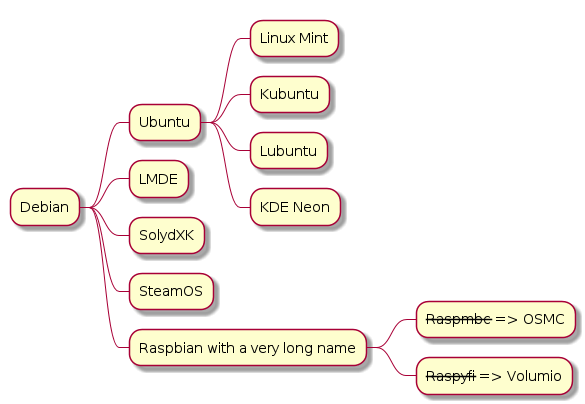 Debian
Ubuntu
Linux Mint
Kubuntu
Lubuntu
KDE Neon
LMDE
SolydXK
SteamOS
Raspbian with a very long name
Raspmbc => OSMC
Raspyfi => Volumio